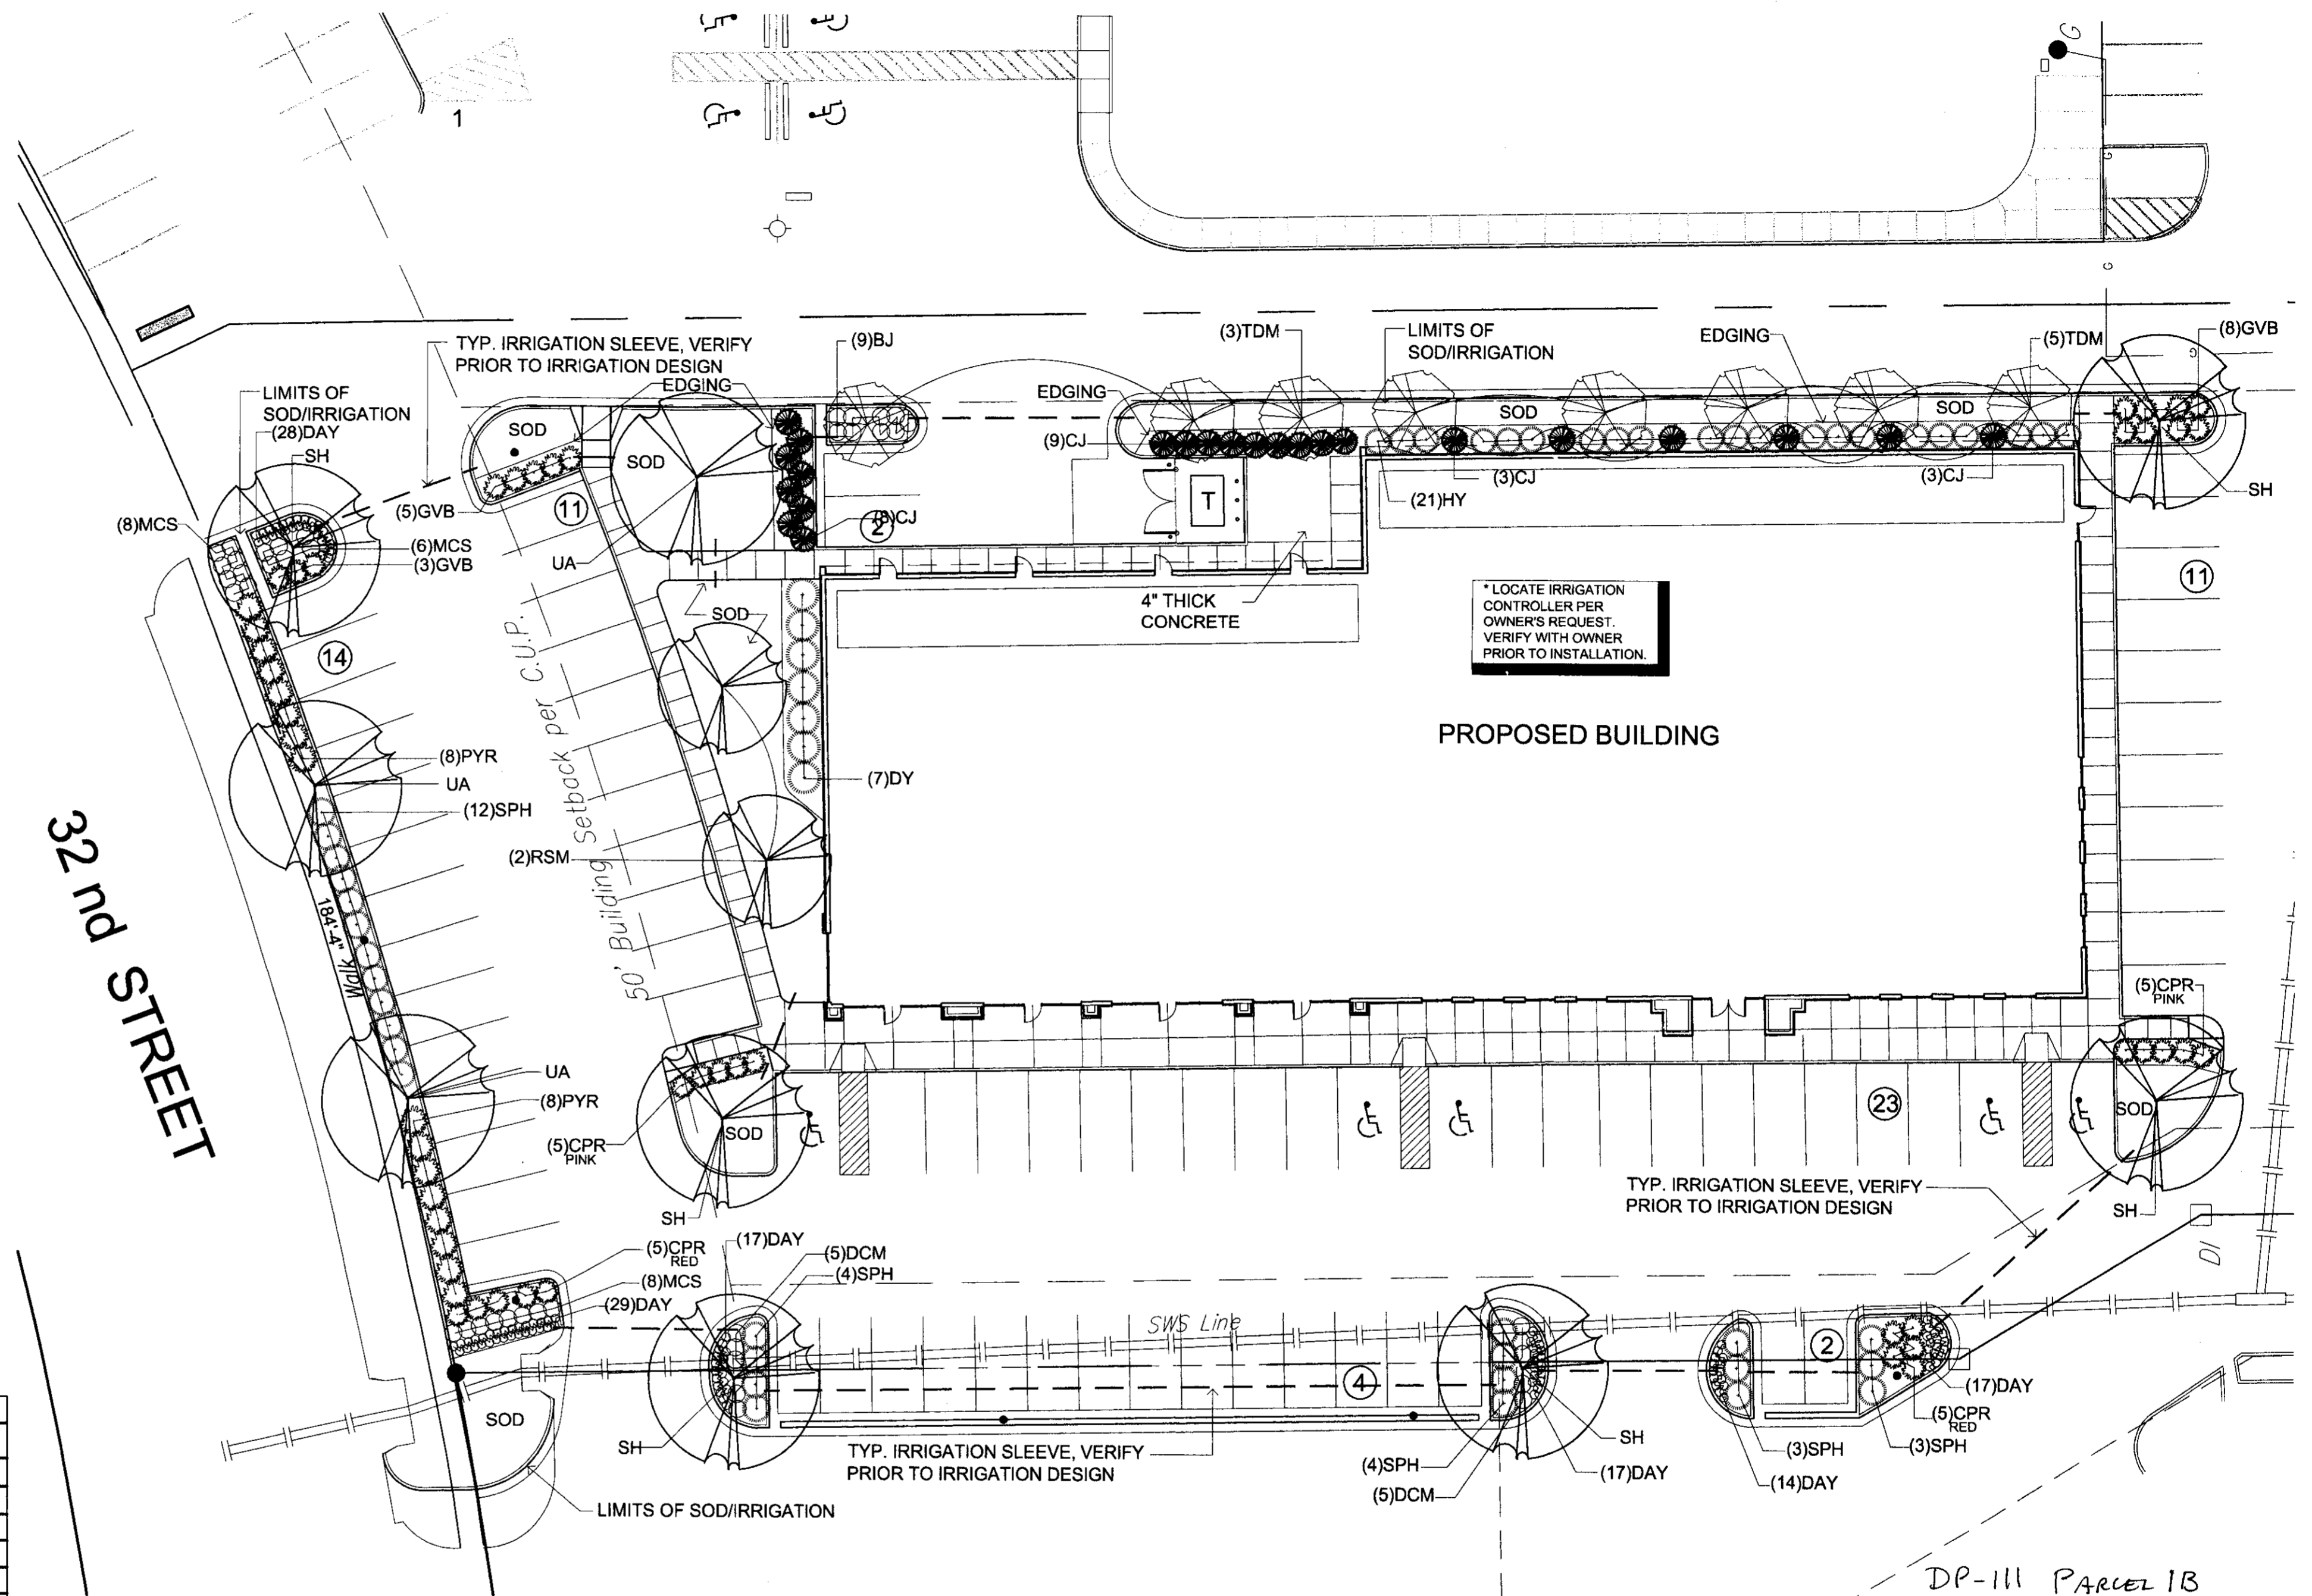 1
G
G
G
G
TYP. IRRIGATION SLEEVE, VERIFY
PRIOR TO IRRIGATION DESIGN
(9)BJ
(3)TDM
LIMITS OF
SOD/IRRIGATION
EDGING
(5)TDM
(8)GVB
LIMITS OF
SOD/IRRIGATION
(28)DAY
SH
EDGING
EDGING
SOD
SOD
SOD
SOD
(9)CJ
(8)MCS
(5)GVB
11
(8)CJ
2
T
(21)HY
(3)CJ
(3)CJ
SH
(6)MCS
(3)GVB
UA
SOD
4" THICK
CONCRETE
* LOCATE IRRIGATION
CONTROLLER PER
OWNER'S REQUEST.
VERIFY WITH OWNER
PRIOR TO INSTALLATION.
11
14
50' Building Setback per C.U.P.
PROPOSED BUILDING
(8)PYR
UA
(12)SPH
(7)DY
(2)RSM
32 nd STREET
184'-4"
Walk
(5)CPR
PINK
UA
(8)PYR
(5)CPR
PINK
SOD
23
SOD
SH
TYP. IRRIGATION SLEEVE, VERIFY
PRIOR TO IRRIGATION DESIGN
SH
DI
(5)CPR
RED
(17)DAY
(5)DCM
(4)SPH
(8)MCS
(29)DAY
SWS Line
2
4
(17)DAY
(5)CPR
RED
(3)SPH
(3)SPH
(14)DAY
SOD
SH
TYP. IRRIGATION SLEEVE, VERIFY
PRIOR TO IRRIGATION DESIGN
SH
(4)SPH
(17)DAY
(5)DCM
LIMITS OF SOD/IRRIGATION
DP-111 PARCEL 1B